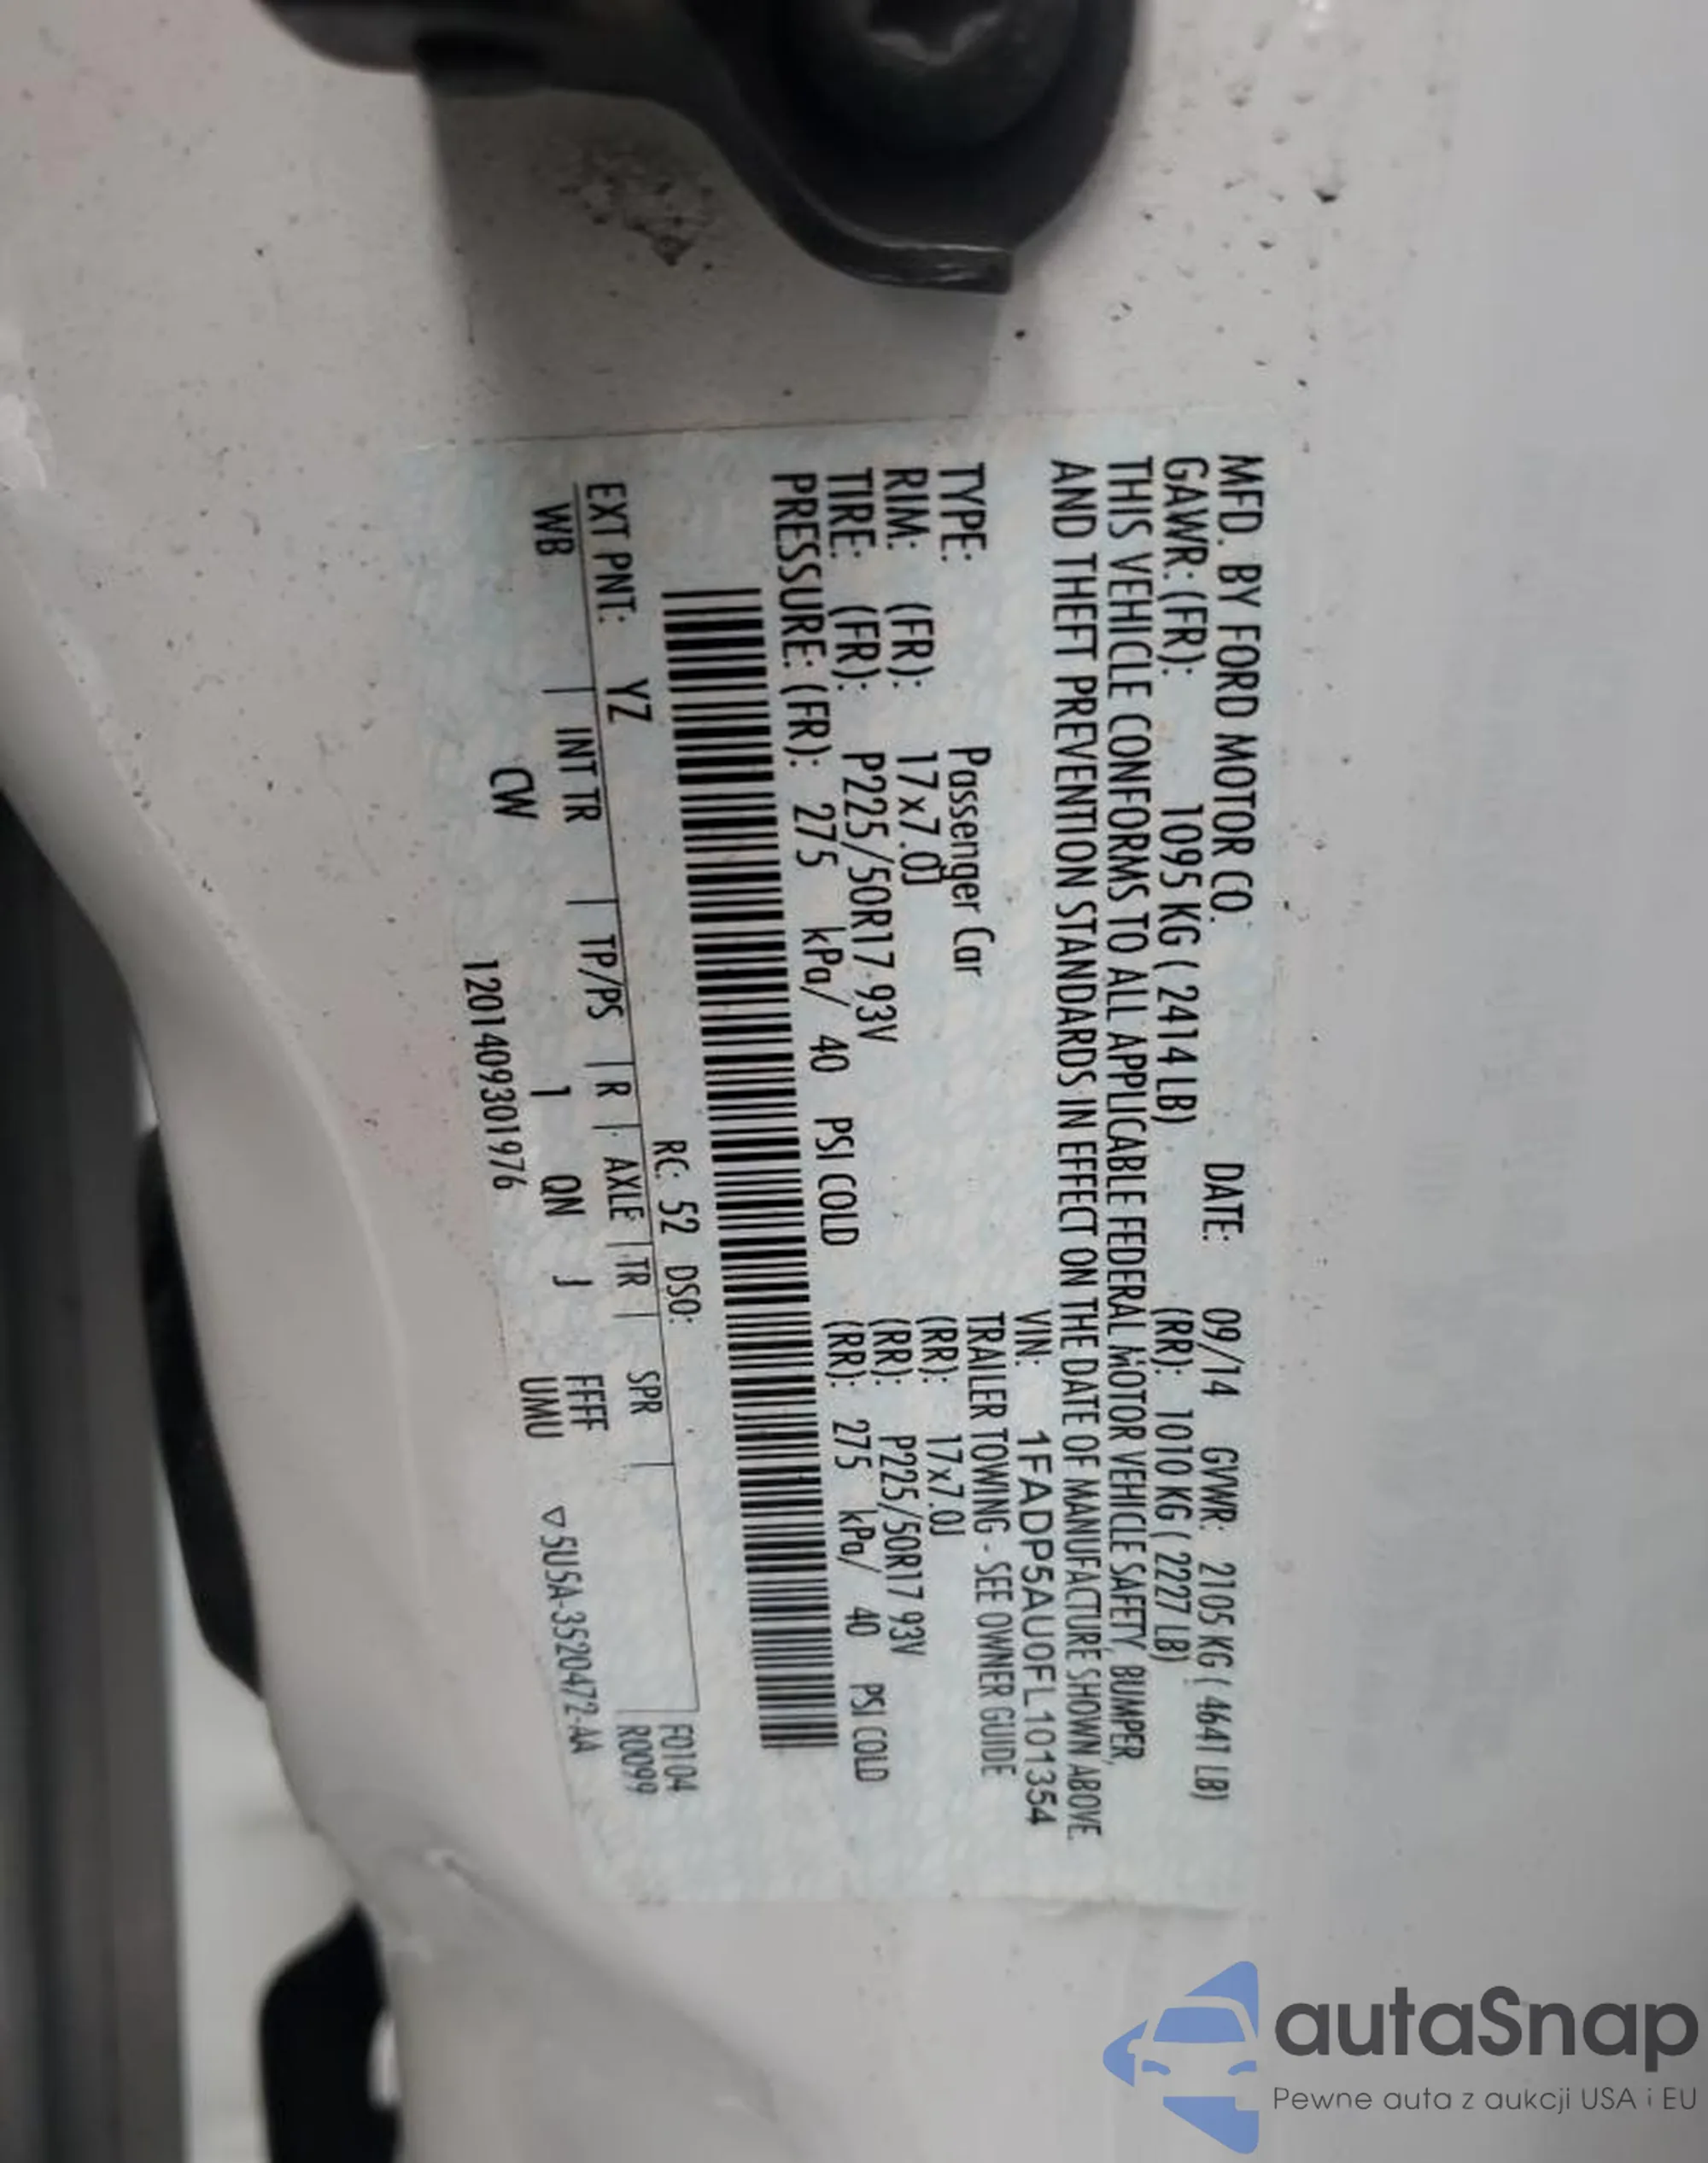 MFD. BY FORD MOTOR CO. DATE: 09/14 GVWR: 2105 KG ( 4641 LB)
GAWR: (FR): 1095 KG ( 2414 LB) (RR): 1010 KG ( 2227 LB)
THIS VEHICLE CONFORMS TO ALL APPLICABLE FEDERAL MOTOR VEHICLE SAFETY, BUMPER,
AND THEFT PREVENTION STANDARDS IN EFFECT ON THE DATE OF MANUFACTURE SHOWN ABOVE.
VIN: 1FADP5AU0FL101354
TYPE: Passenger Car TRAILER TOWING - SEE OWNER GUIDE
RIM: (FR): 17x7.0J (RR): 17x7.0J
TIRE: (FR): P225/50R17 93V (RR): P225/50R17 93V
PRESSURE: (FR): 275 kPa/ 40 PSI COLD (RR): 275 kPa/ 40 PSI COLD
EXT PNT: YZ RC: 52 DSO: F0104
WB INT TR TP/PS R AXLE TR SPR R0099
CW 1 QN J FFFF
UMU
1201409301976 ▽5U5A-3520472-AA
autaSnap
Pewne auta z aukcji USA i EU